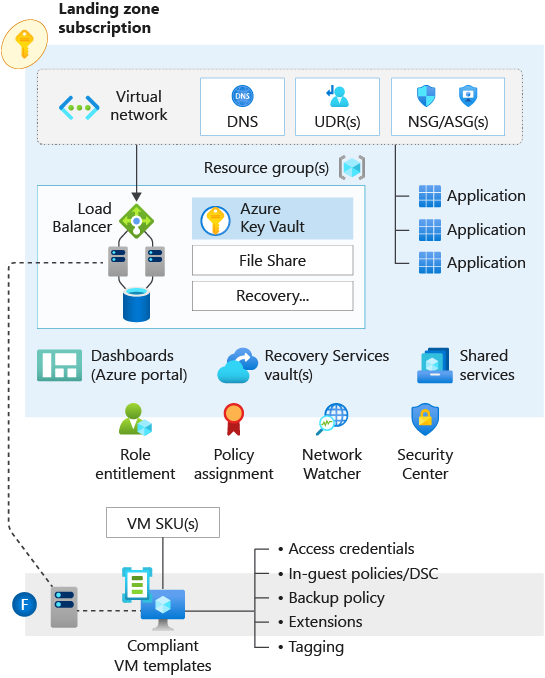 Landing zone
subscription
Virtual
network
DNS
DNS
UDR(s)
NSG/ASG(s)
Resource group(s)
Load
Balancer
Azure
Key Vault
File Share
Recovery...
Application
Application
Application
Dashboards
(Azure portal)
Recovery Services
vault(s)
Shared
services
Role
entitlement
Policy
assignment
Network
Watcher
Security
Center
VM SKU(s)
F
Compliant
VM templates
• Access credentials
• In-guest policies/DSC
• Backup policy
• Extensions
• Tagging